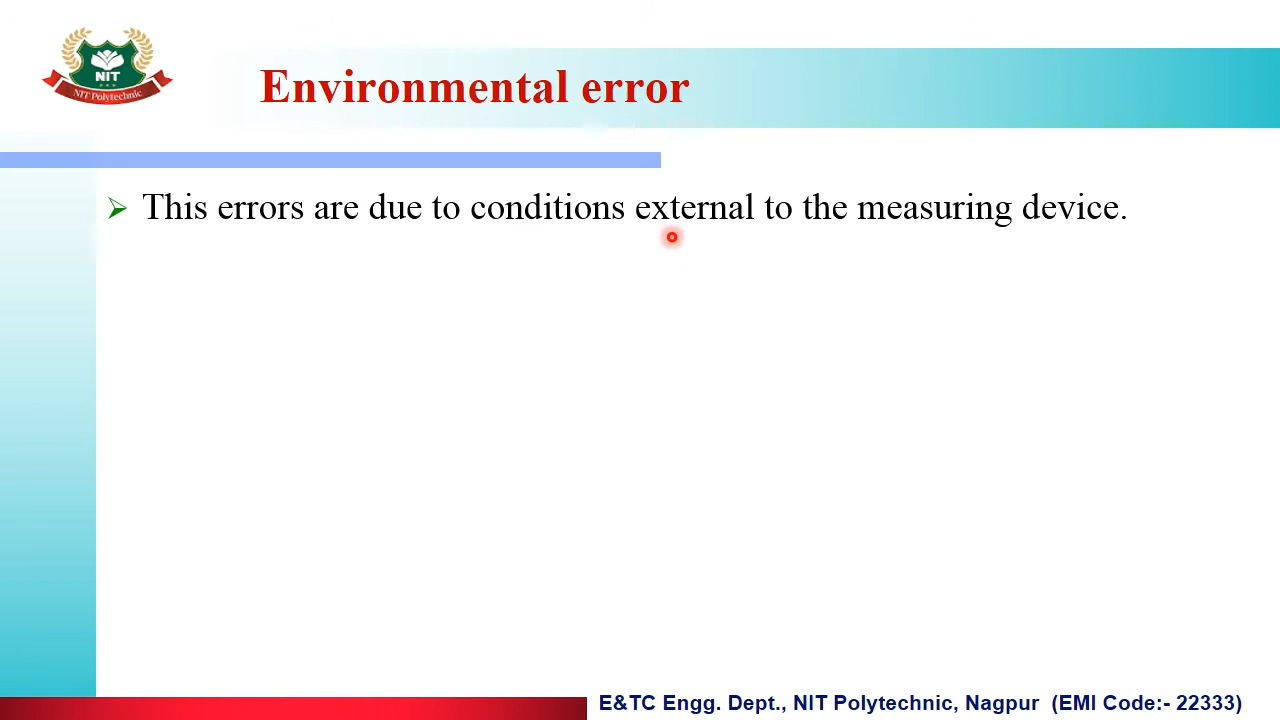 NIT
NIT Polytechnic
Environmental error
This errors are due to conditions external to the measuring device.
E&TC Engg. Dept., NIT Polytechnic, Nagpur (EMI Code:- 22333)